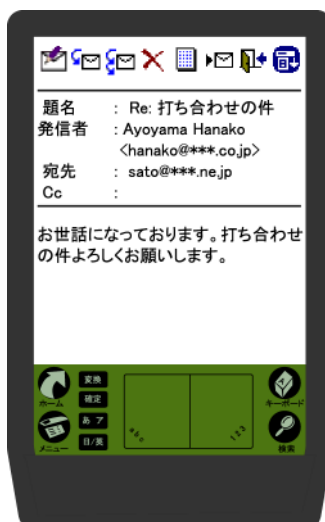 題名 : Re: 打ち合わせの件
発信者 : Ayoyama Hanako
<hanako@***.co.jp>
宛先 : sato@***.ne.jp
Cc :
お世話になっております。打ち合わせ
の件よろしくお願いします。
変換
ホーム 確定 キーボード
あ ア
メニュー 日/英 abc 123 検索